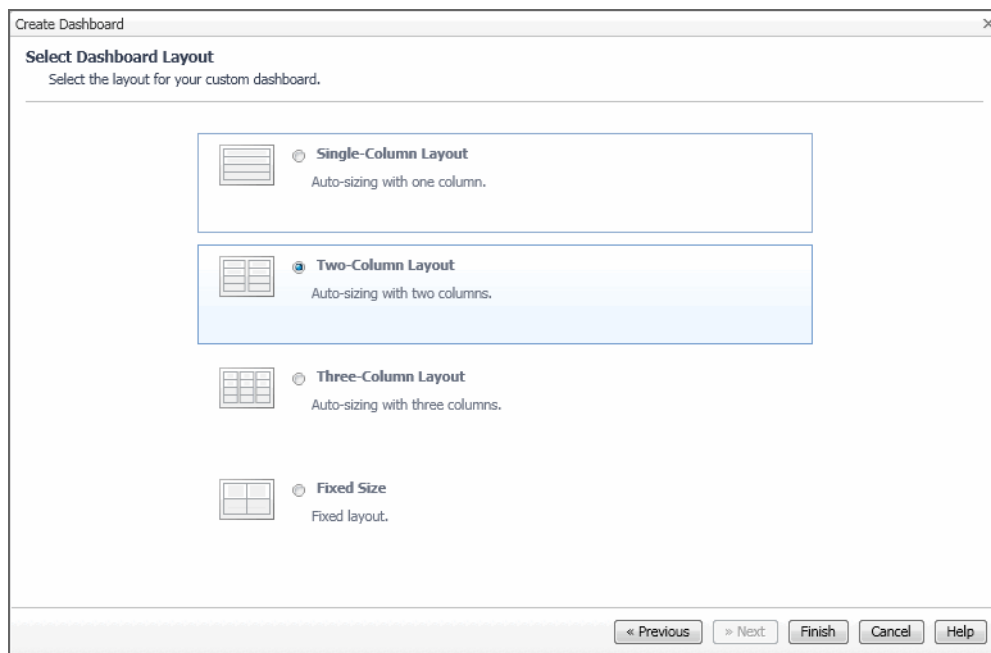 Create Dashboard
Select Dashboard Layout
Select the layout for your custom dashboard.
Single-Column Layout
Auto-sizing with one column.
Two-Column Layout
Auto-sizing with two columns.
Three-Column Layout
Auto-sizing with three columns.
Fixed Size
Fixed layout.
« Previous » Next Finish Cancel Help